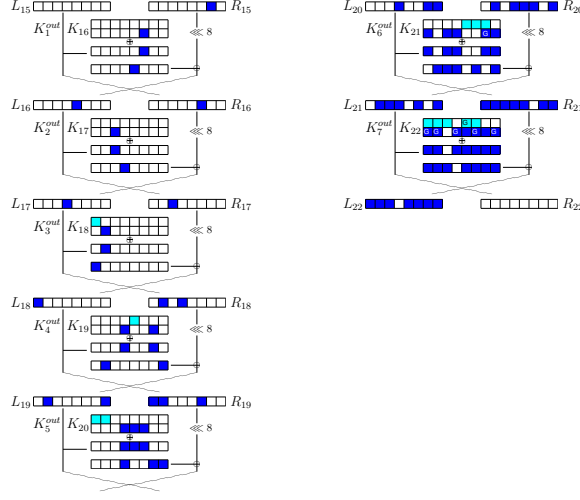 L15 R15
K1out K16 ⋘ 8
L16 R16
K2out K17 ⋘ 8
L17 R17
K3out K18 ⋘ 8
L18 R18
K4out K19 ⋘ 8
L19 R19
K5out K20 ⋘ 8
L20 R20
K6out K21 G ⋘ 8
L21 R21
G
K7out K22 G G G G G ⋘ 8
L22 R22